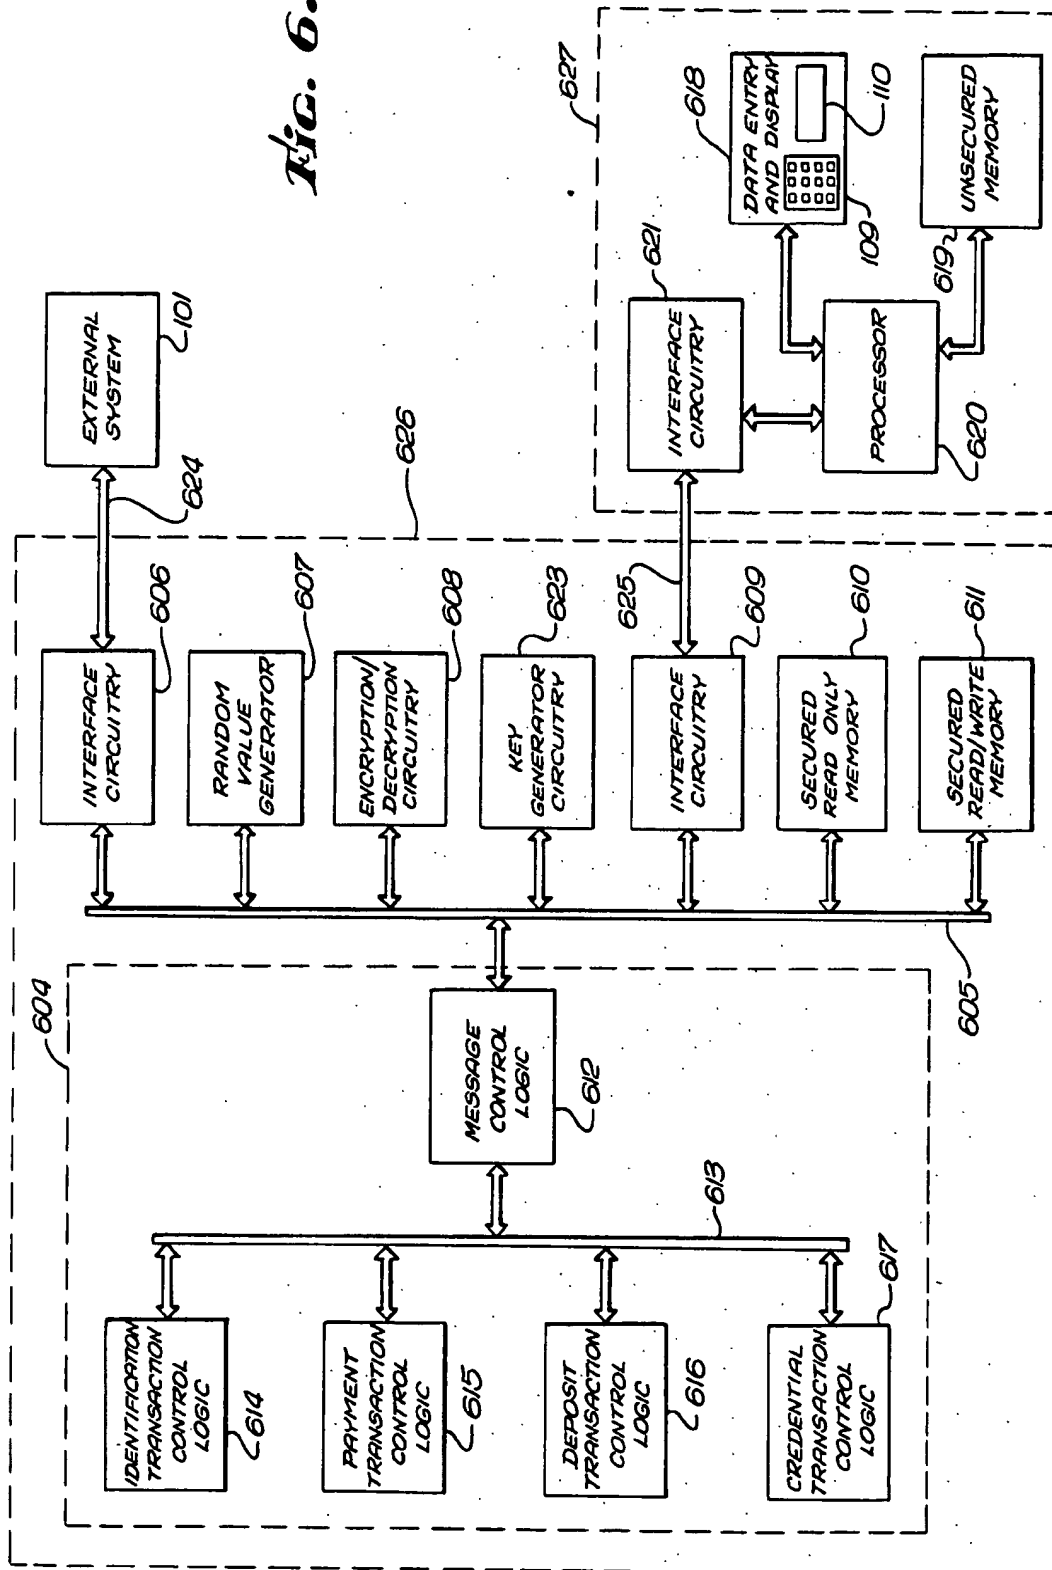 Fig. 6.
604
IDENTIFICATION
TRANSACTION
CONTROL
LOGIC
614
PAYMENT
TRANSACTION
CONTROL
LOGIC
615
DEPOSIT
TRANSACTION
CONTROL
LOGIC
616
CREDENTIAL
TRANSACTION
CONTROL
LOGIC
617
613
MESSAGE
CONTROL
LOGIC
612
605
INTERFACE
CIRCUITRY
606
RANDOM
VALUE
GENERATOR
607
ENCRYPTION/
DECRYPTION
CIRCUITRY
608
KEY
GENERATOR
CIRCUITRY
623
INTERFACE
CIRCUITRY
609
SECURED
READ ONLY
MEMORY
610
SECURED
READ/WRITE
MEMORY
611
626
624
EXTERNAL
SYSTEM
101
625
627
INTERFACE
CIRCUITRY
621
PROCESSOR
620
DATA ENTRY
AND DISPLAY
618
109
110
UNSECURED
MEMORY
619